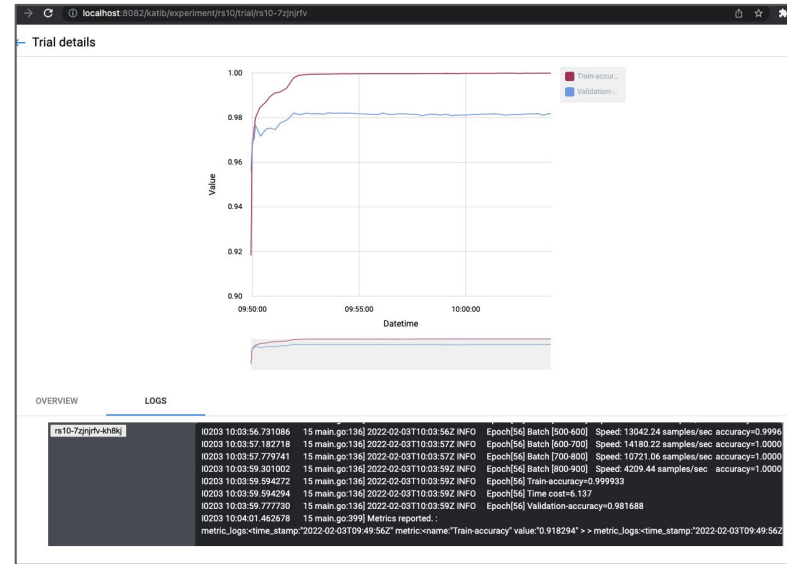 localhost:8082/katib/experiment/rs10/trial/rs10-7zjnjrfv
Trial details
1.00
0.98
0.96
0.94
0.92
0.90
Value
09:50:00 09:55:00 10:00:00
Datetime
Train-accur...
Validation-...
OVERVIEW LOGS
rs10-7zjnjrfv-kh8kj
I0203 10:03:56.731086 15 main.go:136] 2022-02-03T10:03:56Z INFO Epoch[56] Batch [500-600] Speed: 13042.24 samples/sec accuracy=0.9996
I0203 10:03:57.182718 15 main.go:136] 2022-02-03T10:03:57Z INFO Epoch[56] Batch [600-700] Speed: 14180.22 samples/sec accuracy=1.0000
I0203 10:03:57.779741 15 main.go:136] 2022-02-03T10:03:57Z INFO Epoch[56] Batch [700-800] Speed: 10721.06 samples/sec accuracy=1.0000
I0203 10:03:59.301002 15 main.go:136] 2022-02-03T10:03:59Z INFO Epoch[56] Batch [800-900] Speed: 4209.44 samples/sec accuracy=1.0000
I0203 10:03:59.594272 15 main.go:136] 2022-02-03T10:03:59Z INFO Epoch[56] Train-accuracy=0.999933
I0203 10:03:59.594294 15 main.go:136] 2022-02-03T10:03:59Z INFO Epoch[56] Time cost=6.137
I0203 10:03:59.777730 15 main.go:136] 2022-02-03T10:03:59Z INFO Epoch[56] Validation-accuracy=0.981688
I0203 10:04:01.462678 15 main.go:399] Metrics reported. :
metric_logs:<time_stamp:"2022-02-03T09:49:56Z" metric:<name:"Train-accuracy" value:"0.918294" > > metric_logs:<time_stamp:"2022-02-03T09:49:56Z